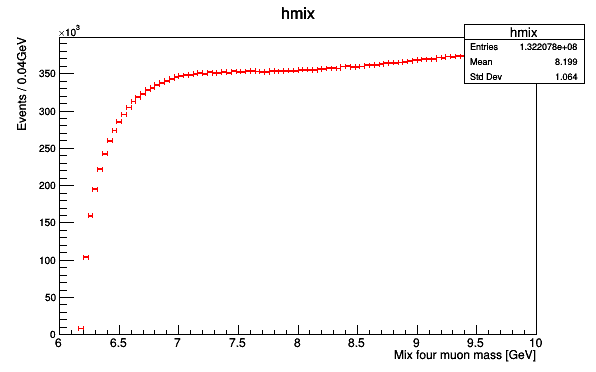 hmix
×10³
hmix
Entries 1.322078e+08
Mean 8.199
Std Dev 1.064
Events / 0.04GeV
350
300
250
200
150
100
50
0
6 6.5 7 7.5 8 8.5 9 9.5 10
Mix four muon mass [GeV]